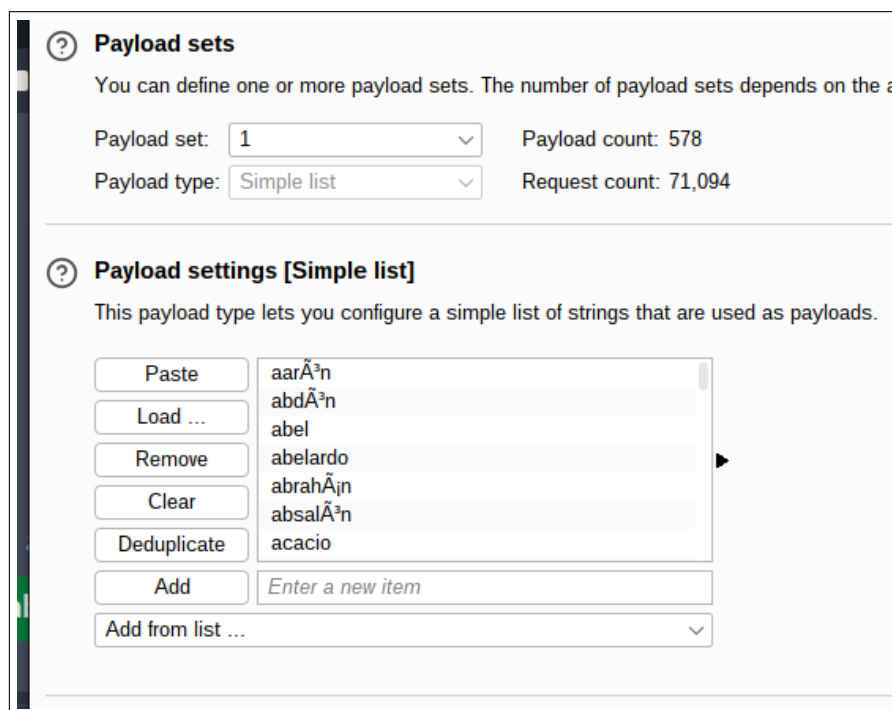 Payload sets
You can define one or more payload sets. The number of payload sets depends on the
Payload set: 1 Payload count: 578
Payload type: Simple list Request count: 71,094
Payload settings [Simple list]
This payload type lets you configure a simple list of strings that are used as payloads.
Paste
Load ...
Remove
Clear
Deduplicate
aarÃ³n
abdÃ³n
abel
abelardo
abrahÃ¡n
absalÃ³n
acacio
Add Enter a new item
Add from list ...